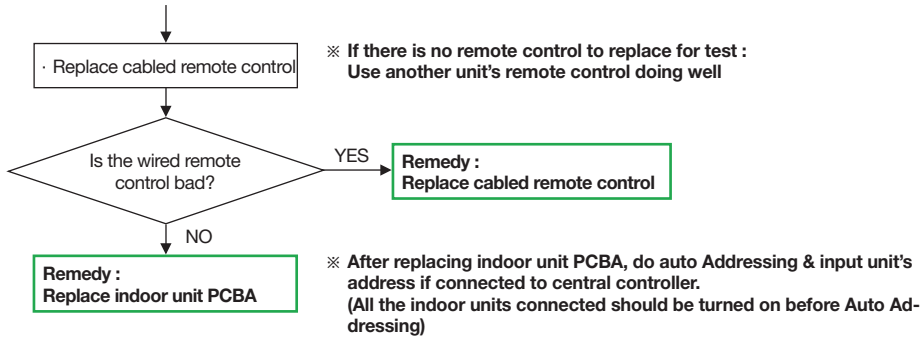 · Replace cabled remote control
※ If there is no remote control to replace for test :
Use another unit's remote control doing well
Is the wired remote
control bad?
YES
Remedy :
Replace cabled remote control
NO
Remedy :
Replace indoor unit PCBA
※ After replacing indoor unit PCBA, do auto Addressing & input unit's
address if connected to central controller.
(All the indoor units connected should be turned on before Auto Ad-
dressing)